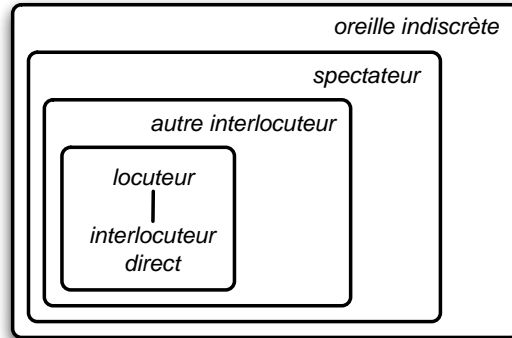 oreille indiscrète
spectateur
autre interlocuteur
locuteur
interlocuteur
direct